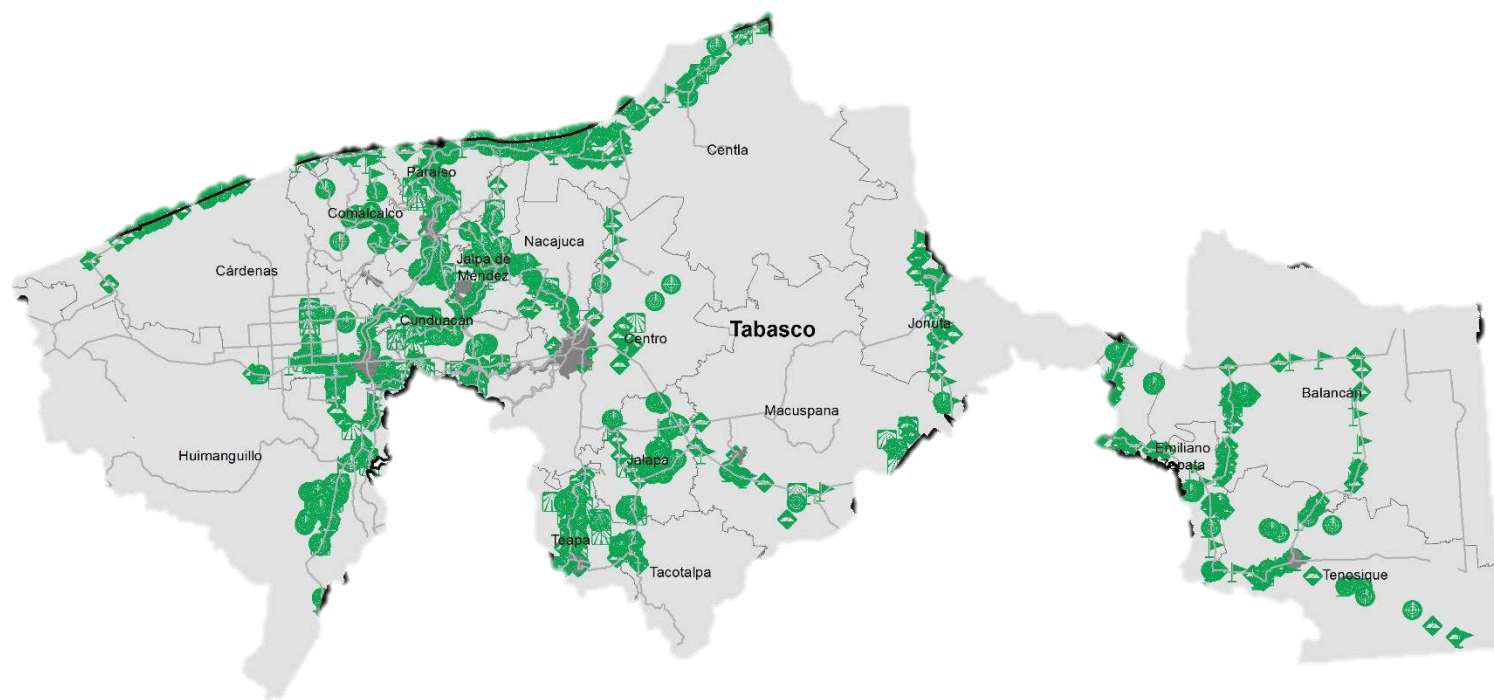 Centla
Paraíso
Comalcalco
Nacajuca
Jalpa de
Méndez
Cárdenas
Cunduacán
Tabasco
Jonuta
Centro
Balancán
Macuspana
Huimanguillo
Emiliano
Zapata
Jalapa
Teapa
Tacotalpa
Tenosique